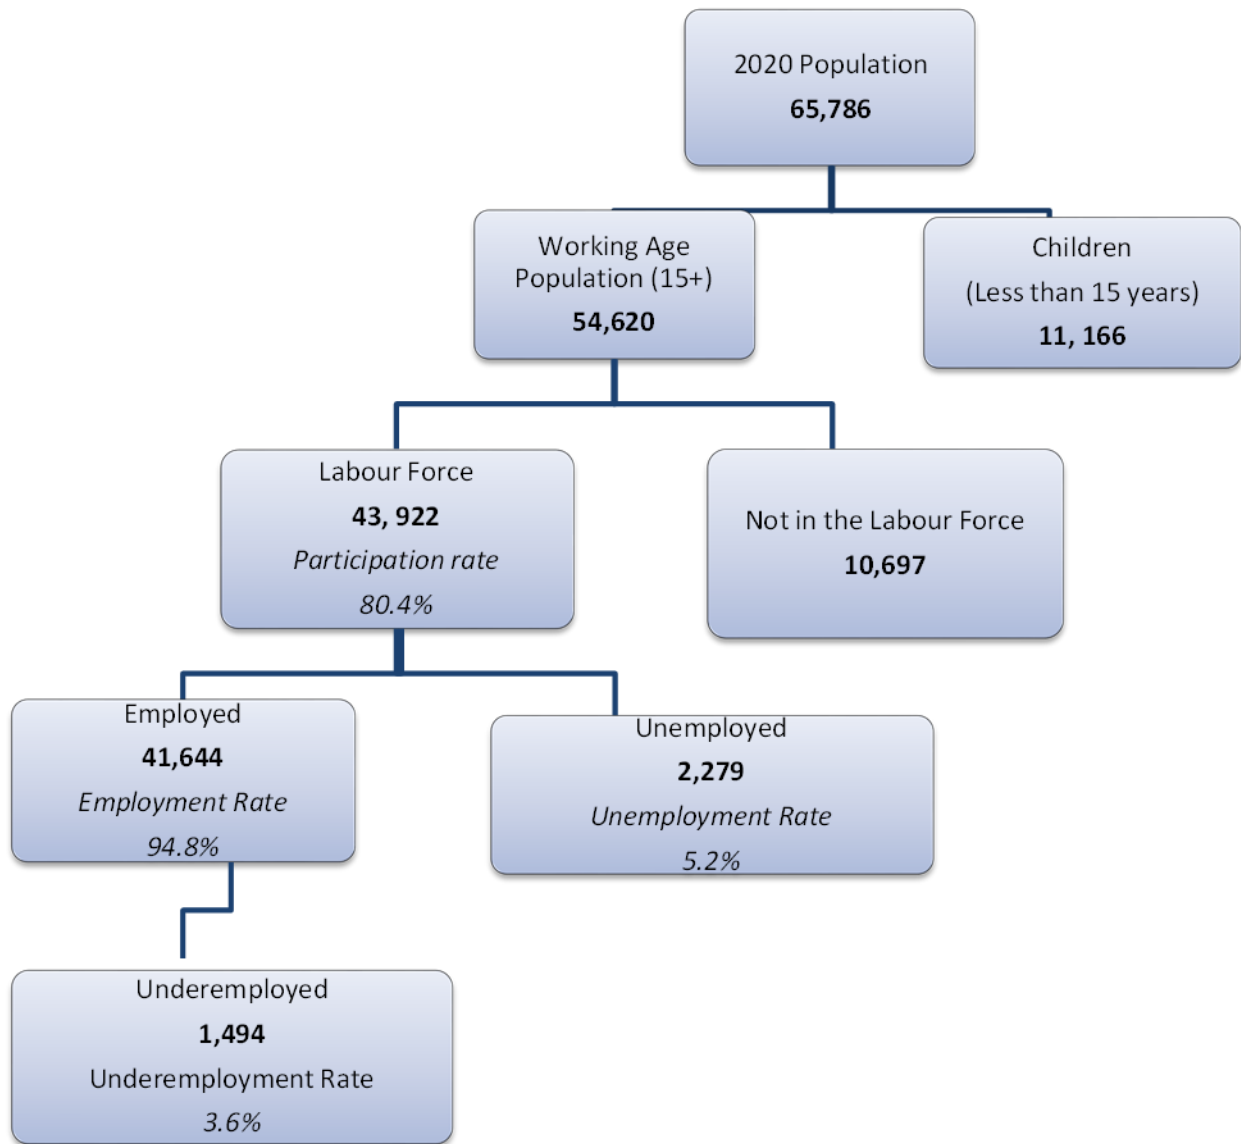 2020 Population
65,786
Working Age
Population (15+)
54,620
Children
(Less than 15 years)
11, 166
Labour Force
43, 922
Participation rate
80.4%
Not in the Labour Force
10,697
Employed
41,644
Employment Rate
94.8%
Unemployed
2,279
Unemployment Rate
5.2%
Underemployed
1,494
Underemployment Rate
3.6%